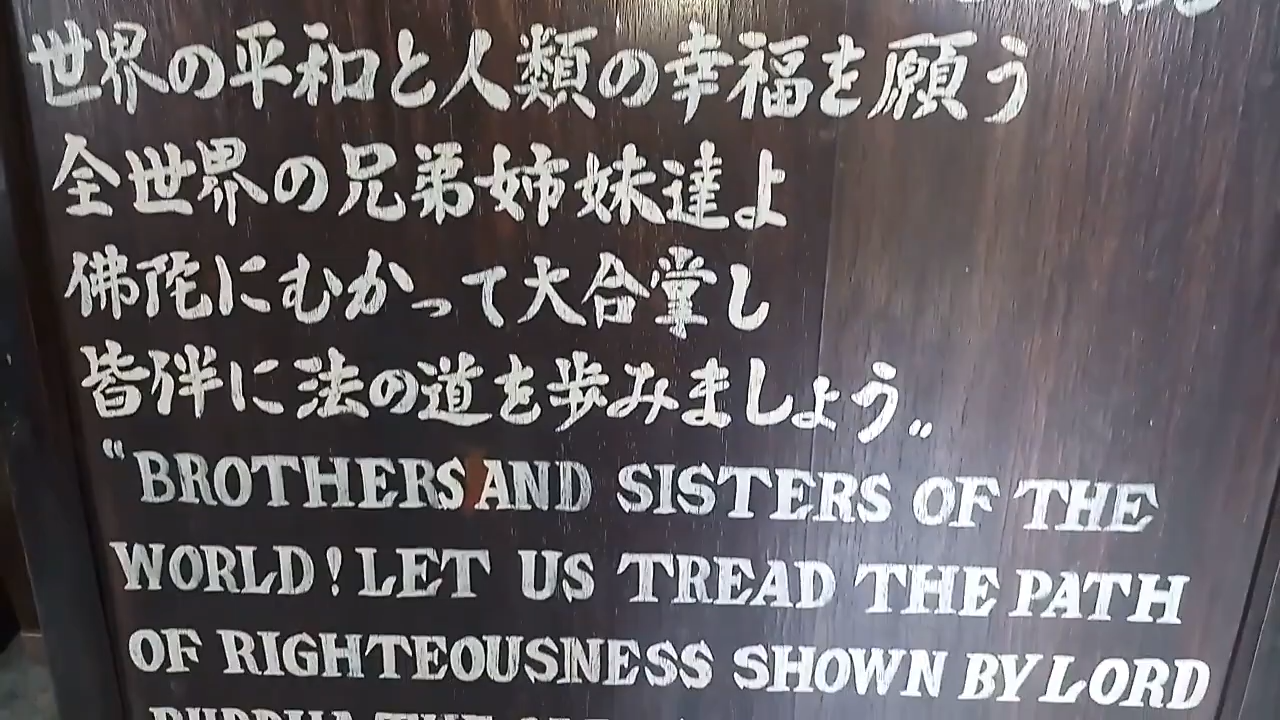 世界の平和と人類の幸福を願う
全世界の兄弟姉妹達よ
佛陀にむかって大合掌し
皆伴に法の道を歩みましょう〟
"BROTHERS AND SISTERS OF THE
WORLD! LET US TREAD THE PATH
OF RIGHTEOUSNESS SHOWN BY LORD
BUDDHA THE